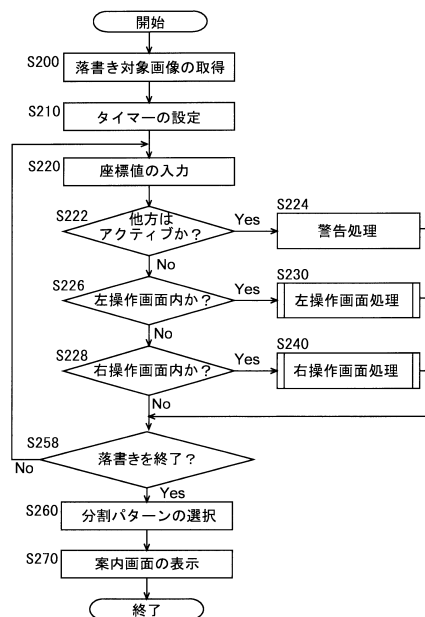 開始
S200
落書き対象画像の取得
S210
タイマーの設定
S220
座標値の入力
S222
他方は
アクティブか？
Yes
S224
警告処理
No
S226
左操作画面内か？
Yes
S230
左操作画面処理
No
S228
右操作画面内か？
Yes
S240
右操作画面処理
No
S258
落書きを終了？
No
Yes
S260
分割パターンの選択
S270
案内画面の表示
終了